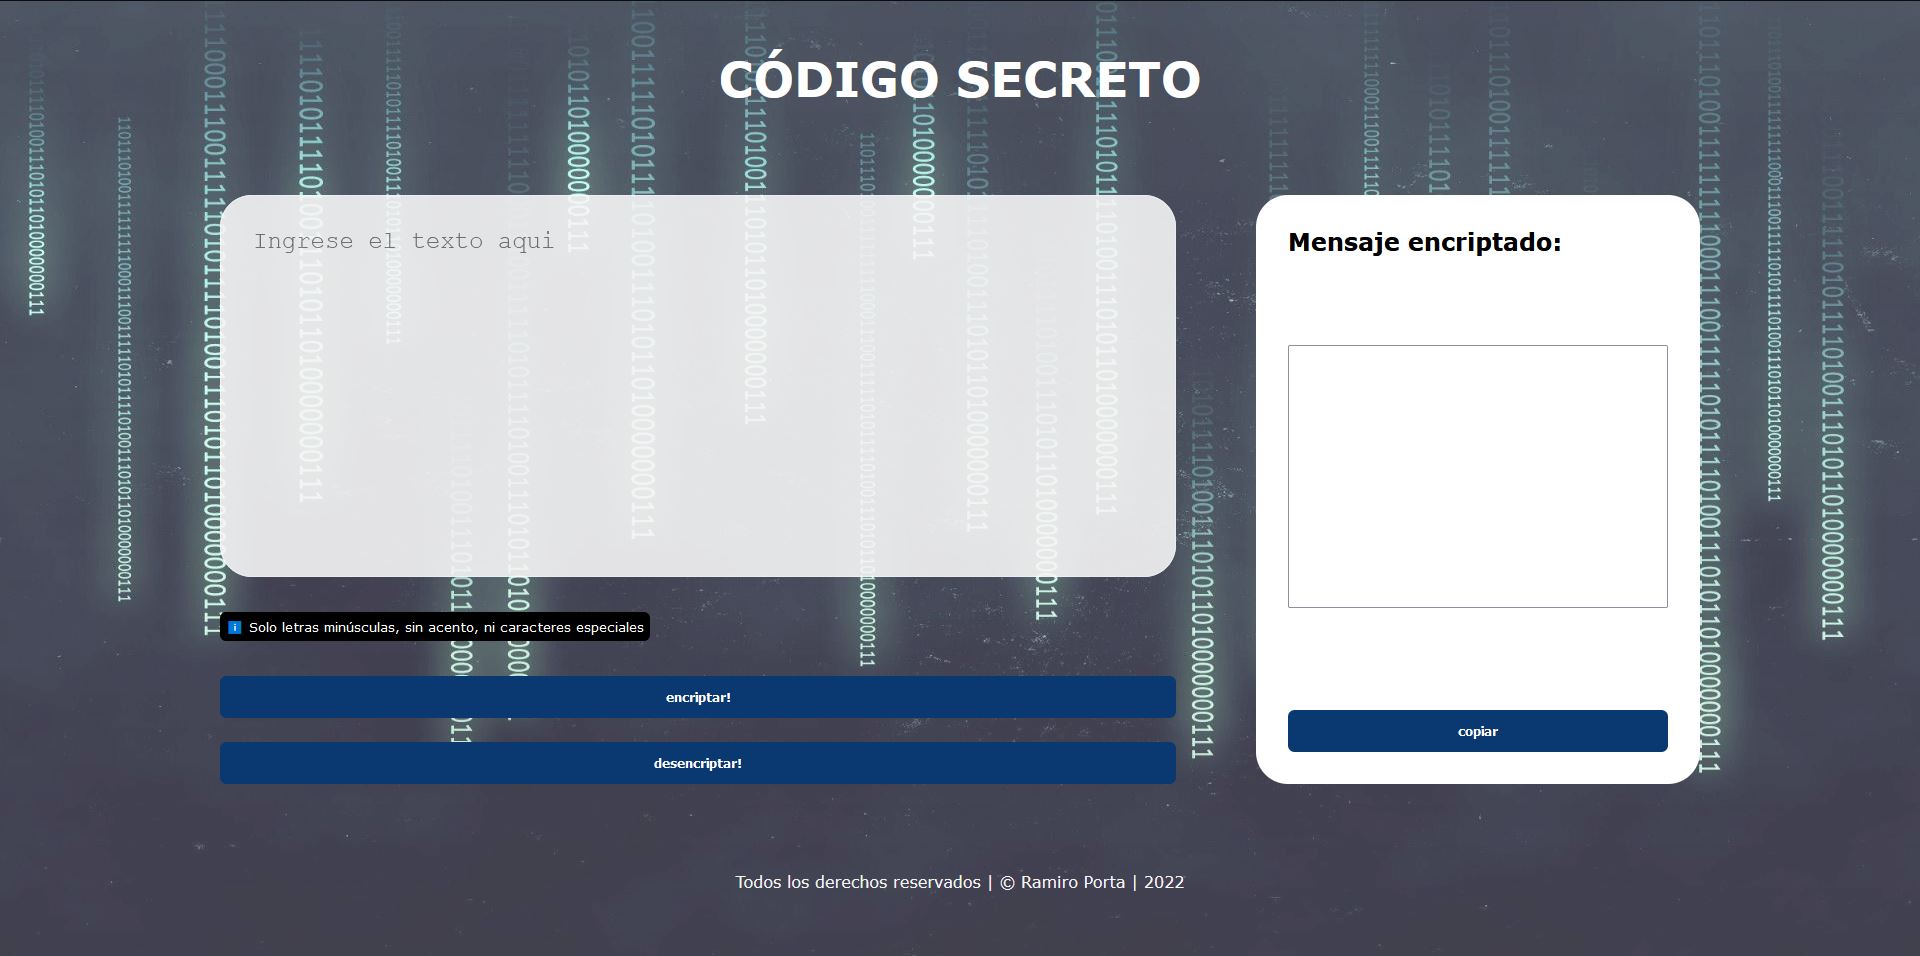 CÓDIGO SECRETO
Ingrese el texto aqui
Solo letras minúsculas, sin acento, ni caracteres especiales
encriptar!
desencriptar!
Mensaje encriptado:
copiar
Todos los derechos reservados | © Ramiro Porta | 2022